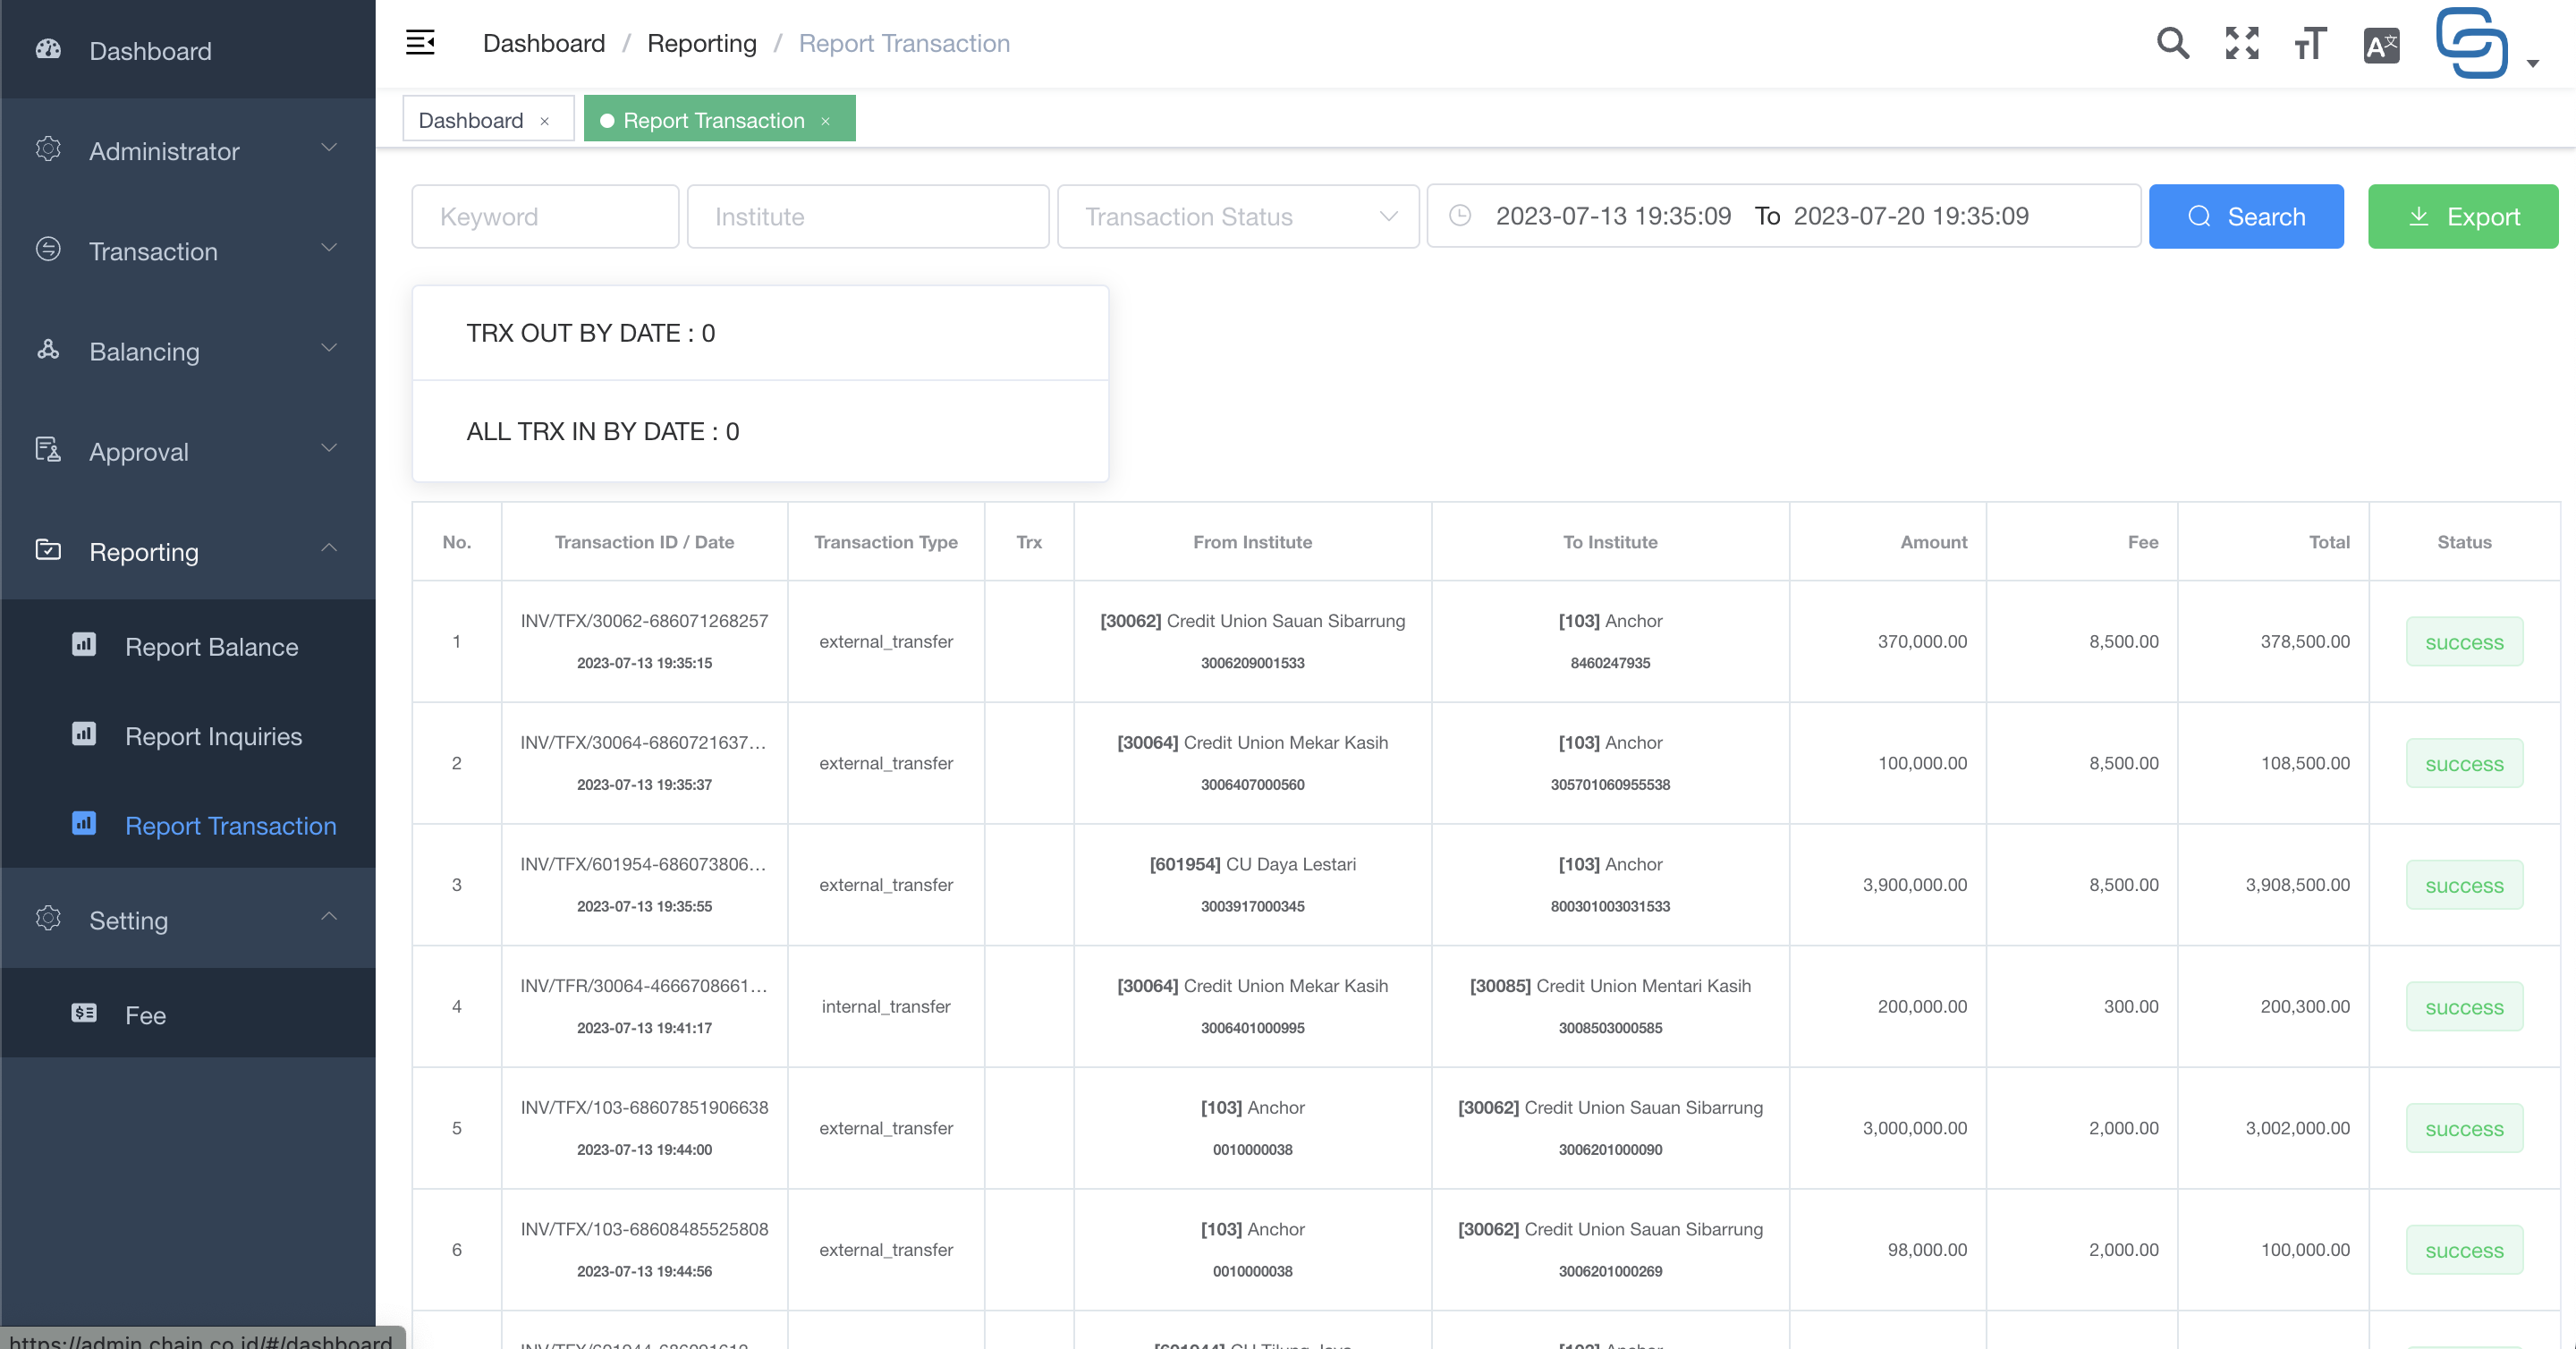 Dashboard
Administrator
Transaction
Balancing
Approval
Reporting
Report Balance
Report Inquiries
Report Transaction
Setting
Fee
https://admin.chain.co.id/#/dashboard
Dashboard / Reporting / Report Transaction
Dashboard × Report Transaction ×
Keyword Institute Transaction Status 2023-07-13 19:35:09 To 2023-07-20 19:35:09 Search Export
TRX OUT BY DATE : 0
ALL TRX IN BY DATE : 0
No. Transaction ID / Date Transaction Type Trx From Institute To Institute Amount Fee Total Status
INV/TFX/30062-686071268257 [30062] Credit Union Sauan Sibarrung [103] Anchor
1 external_transfer 370,000.00 8,500.00 378,500.00 success
2023-07-13 19:35:15 3006209001533 8460247935
INV/TFX/30064-6860721637... [30064] Credit Union Mekar Kasih [103] Anchor
2 external_transfer 100,000.00 8,500.00 108,500.00 success
2023-07-13 19:35:37 3006407000560 305701060955538
INV/TFX/601954-686073806... [601954] CU Daya Lestari [103] Anchor
3 external_transfer 3,900,000.00 8,500.00 3,908,500.00 success
2023-07-13 19:35:55 3003917000345 800301003031533
INV/TFR/30064-4666708661... [30064] Credit Union Mekar Kasih [30085] Credit Union Mentari Kasih
4 internal_transfer 200,000.00 300.00 200,300.00 success
2023-07-13 19:41:17 3006401000995 3008503000585
INV/TFX/103-68607851906638 [103] Anchor [30062] Credit Union Sauan Sibarrung
5 external_transfer 3,000,000.00 2,000.00 3,002,000.00 success
2023-07-13 19:44:00 0010000038 3006201000090
INV/TFX/103-68608485525808 [103] Anchor [30062] Credit Union Sauan Sibarrung
6 external_transfer 98,000.00 2,000.00 100,000.00 success
2023-07-13 19:44:56 0010000038 3006201000269
[103] Anchor